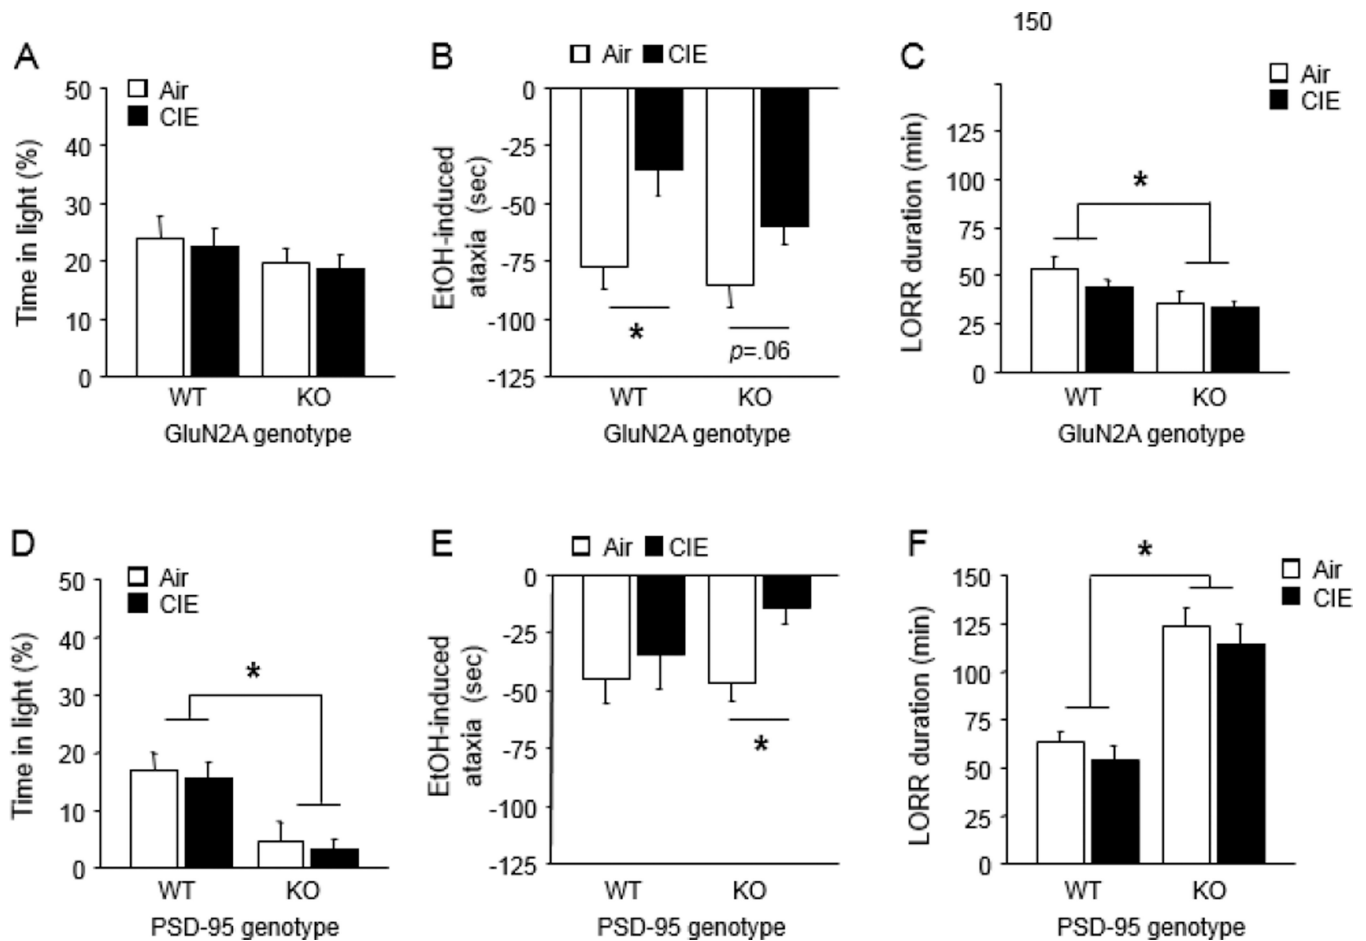 150
A
Air
CIE
50
40
30
20
10
0
Time in light (%)
WT KO
GluN2A genotype
B
Air CIE
0
-25
-50
-75
-100
-125
EtOH-induced
ataxia (sec)
*
p=.06
WT KO
GluN2A genotype
C
Air
CIE
125
100
75
50
25
0
LORR duration (min)
*
WT KO
GluN2A genotype
D
Air
CIE
50
40
30
20
10
0
Time in light (%)
*
WT KO
PSD-95 genotype
E
Air CIE
0
-25
-50
-75
-100
-125
EtOH-induced
ataxia (sec)
*
WT KO
PSD-95 genotype
F
Air
CIE
150
125
100
75
50
25
0
LORR duration (min)
*
WT KO
PSD-95 genotype